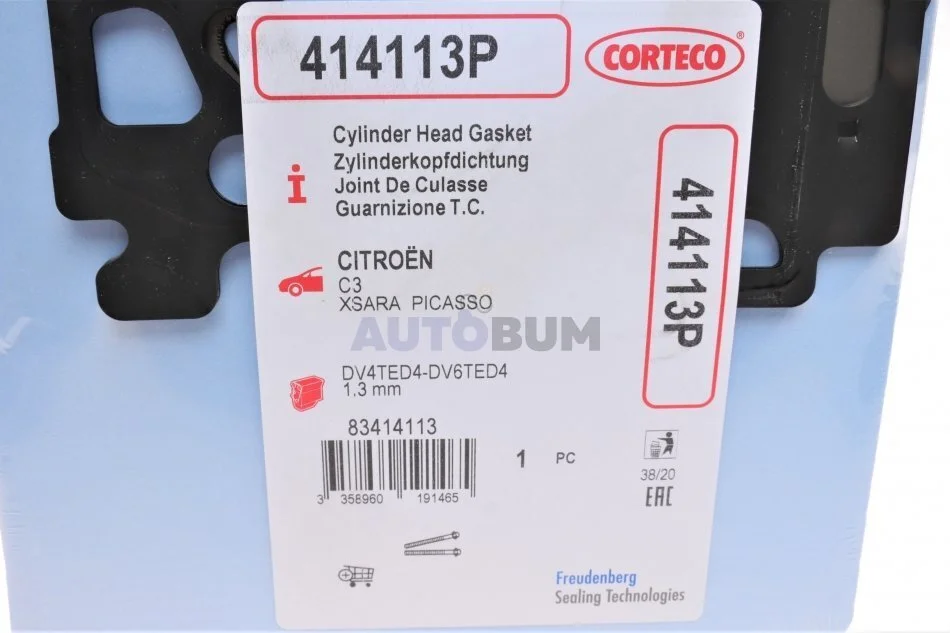 414113P
CORTECO
Cylinder Head Gasket
Zylinderkopfdichtung
Joint De Culasse
Guarnizione T.C.
414113P
CITROËN
C3
XSARA PICASSO
AUTOBUM
DV4TED4-DV6TED4
1,3 mm
83414113
1 PC
3 358960 191465
38/20
EAC
Freudenberg
Sealing Technologies